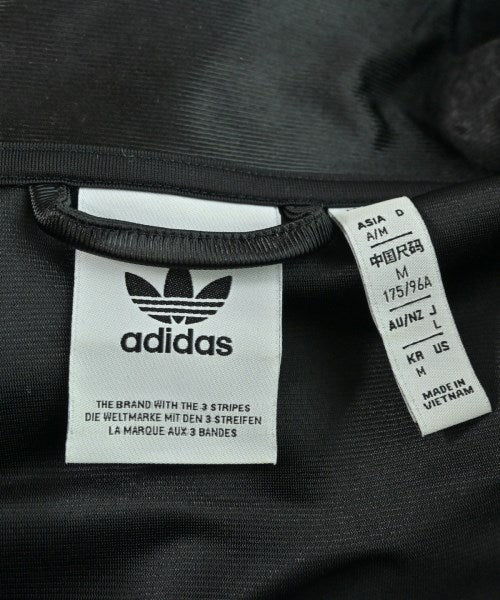 adidas
THE BRAND WITH THE 3 STRIPES
DIE WELTMARKE MIT DEN 3 STREIFEN
LA MARQUE AUX 3 BANDES
ASIA D
A/M
中国尺码
M
175/96A
AU/NZ J
L
KR US
M
MADE IN
VIETNAM